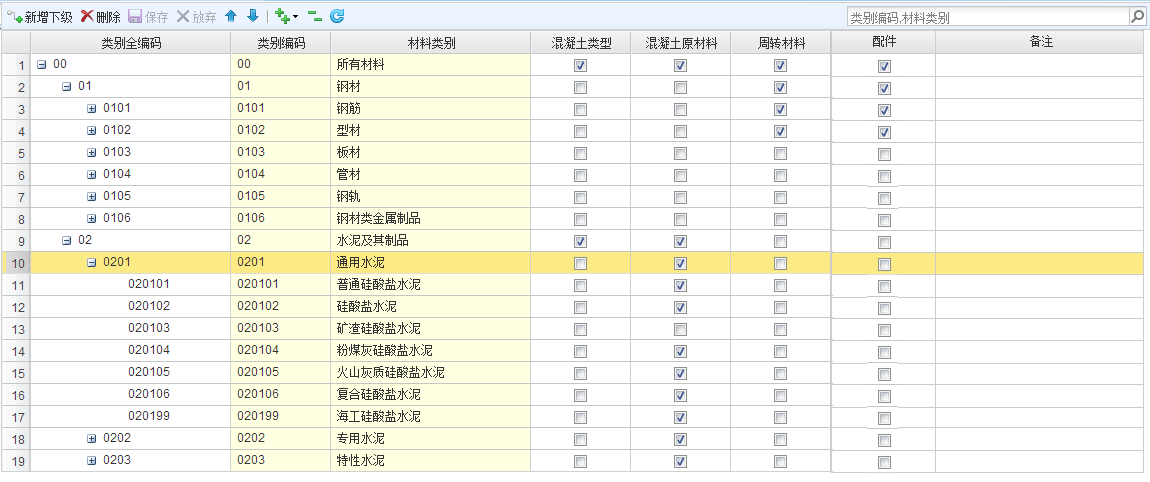 新增下级 删除 保存 放弃 类别编码,材料类别
类别全编码 类别编码 材料类别 混凝土类型 混凝土原材料 周转材料 配件 备注
1 00 00 所有材料
2 01 01 钢材
3 0101 0101 钢筋
4 0102 0102 型材
5 0103 0103 板材
6 0104 0104 管材
7 0105 0105 钢轨
8 0106 0106 钢材类金属制品
9 02 02 水泥及其制品
10 0201 0201 通用水泥
11 020101 020101 普通硅酸盐水泥
12 020102 020102 硅酸盐水泥
13 020103 020103 矿渣硅酸盐水泥
14 020104 020104 粉煤灰硅酸盐水泥
15 020105 020105 火山灰质硅酸盐水泥
16 020106 020106 复合硅酸盐水泥
17 020199 020199 海工硅酸盐水泥
18 0202 0202 专用水泥
19 0203 0203 特性水泥